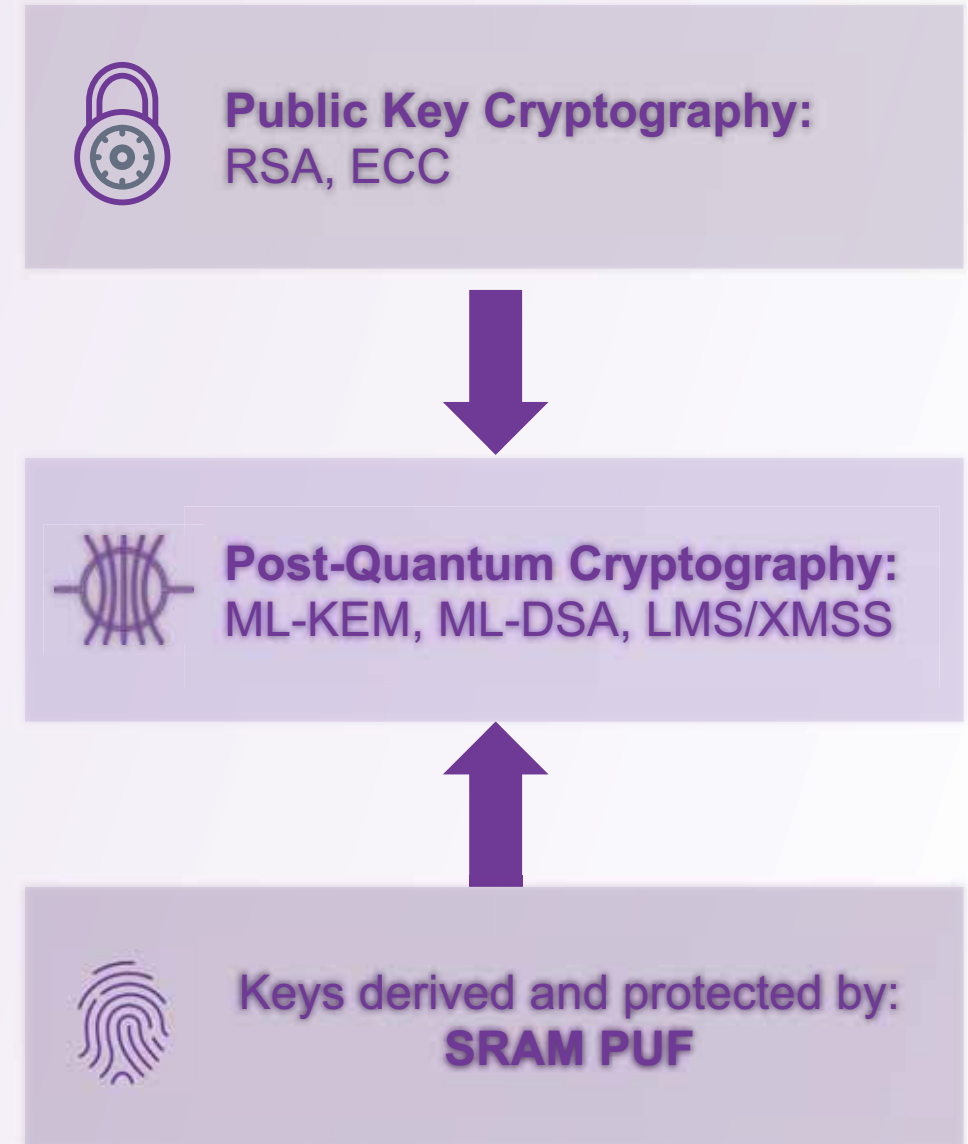 Public Key Cryptography:
RSA, ECC
Post-Quantum Cryptography:
ML-KEM, ML-DSA, LMS/XMSS
Keys derived and protected by:
SRAM PUF